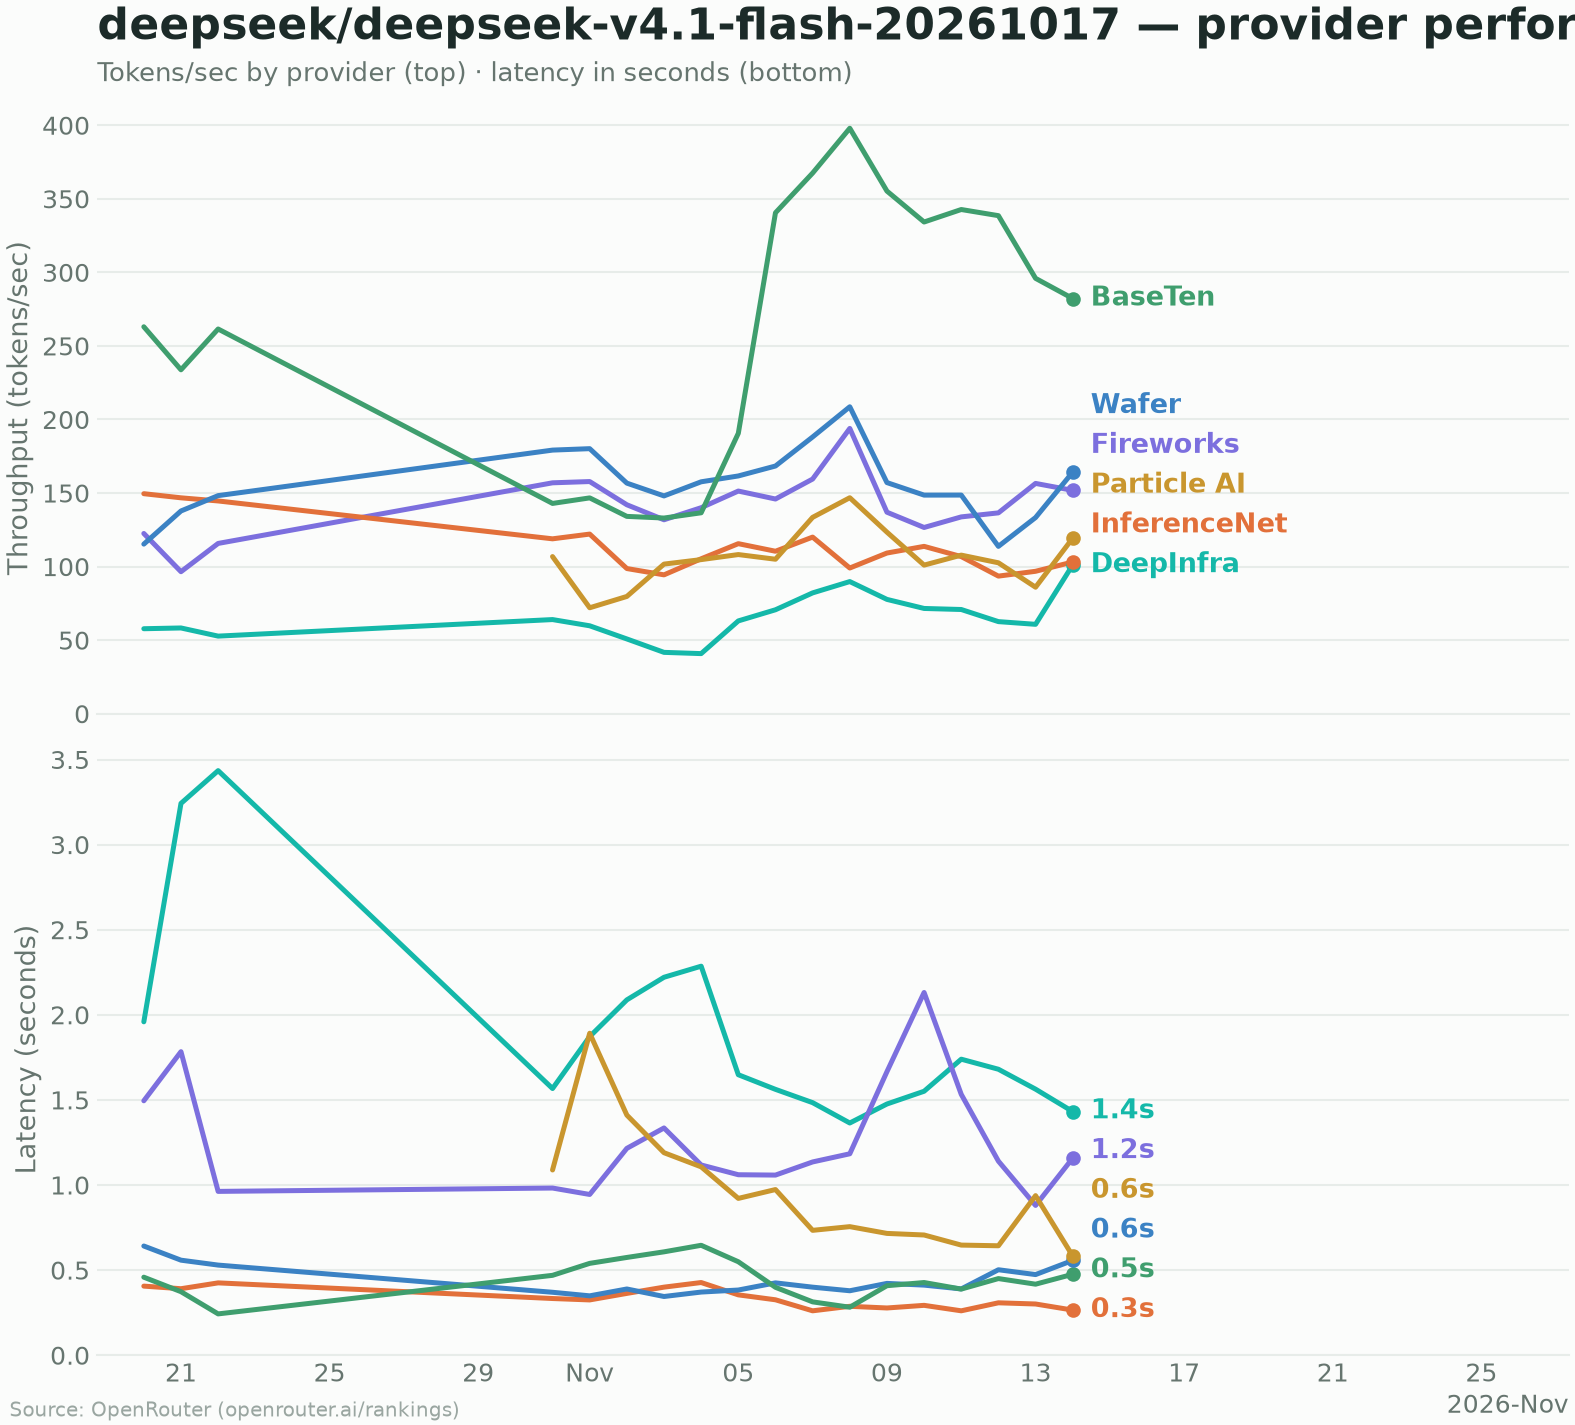 deepseek/deepseek-v4.1-flash-20261017 — provider perfor
Tokens/sec by provider (top) · latency in seconds (bottom)
Throughput (tokens/sec)
400
350
300
250
200
150
100
50
0
BaseTen
Wafer
Fireworks
Particle AI
InferenceNet
DeepInfra
Latency (seconds)
3.5
3.0
2.5
2.0
1.5
1.0
0.5
0.0
1.4s
1.2s
0.6s
0.6s
0.5s
0.3s
21 25 29 Nov 05 09 13 17 21 25
2026-Nov
Source: OpenRouter (openrouter.ai/rankings)